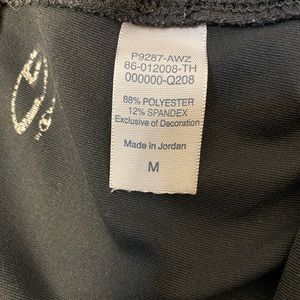 P9287-AWZ
86-012008-TH
000000-Q208
88% POLYESTER
12% SPANDEX
Exclusive of Decoration
Made in Jordan
M